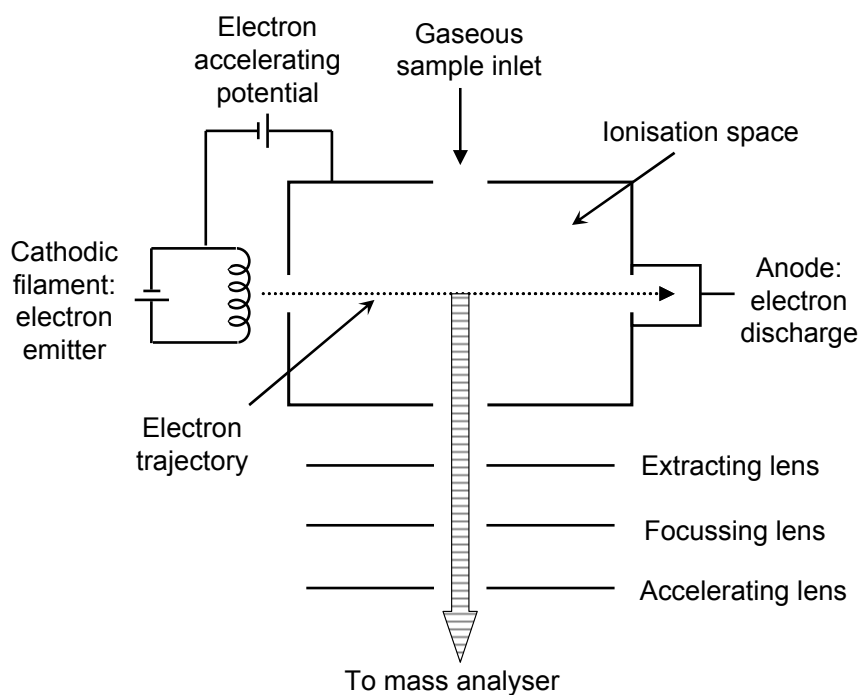 Electron
accelerating
potential
Gaseous
sample inlet
Ionisation space
Cathodic
filament:
electron
emitter
Anode:
electron
discharge
Electron
trajectory
Extracting lens
Focussing lens
Accelerating lens
To mass analyser